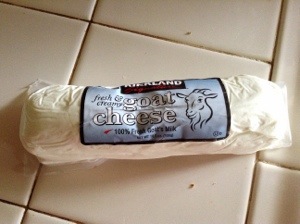 KIRKLAND
fresh &
creamy
goat
cheese
100% Fresh Goat's Milk